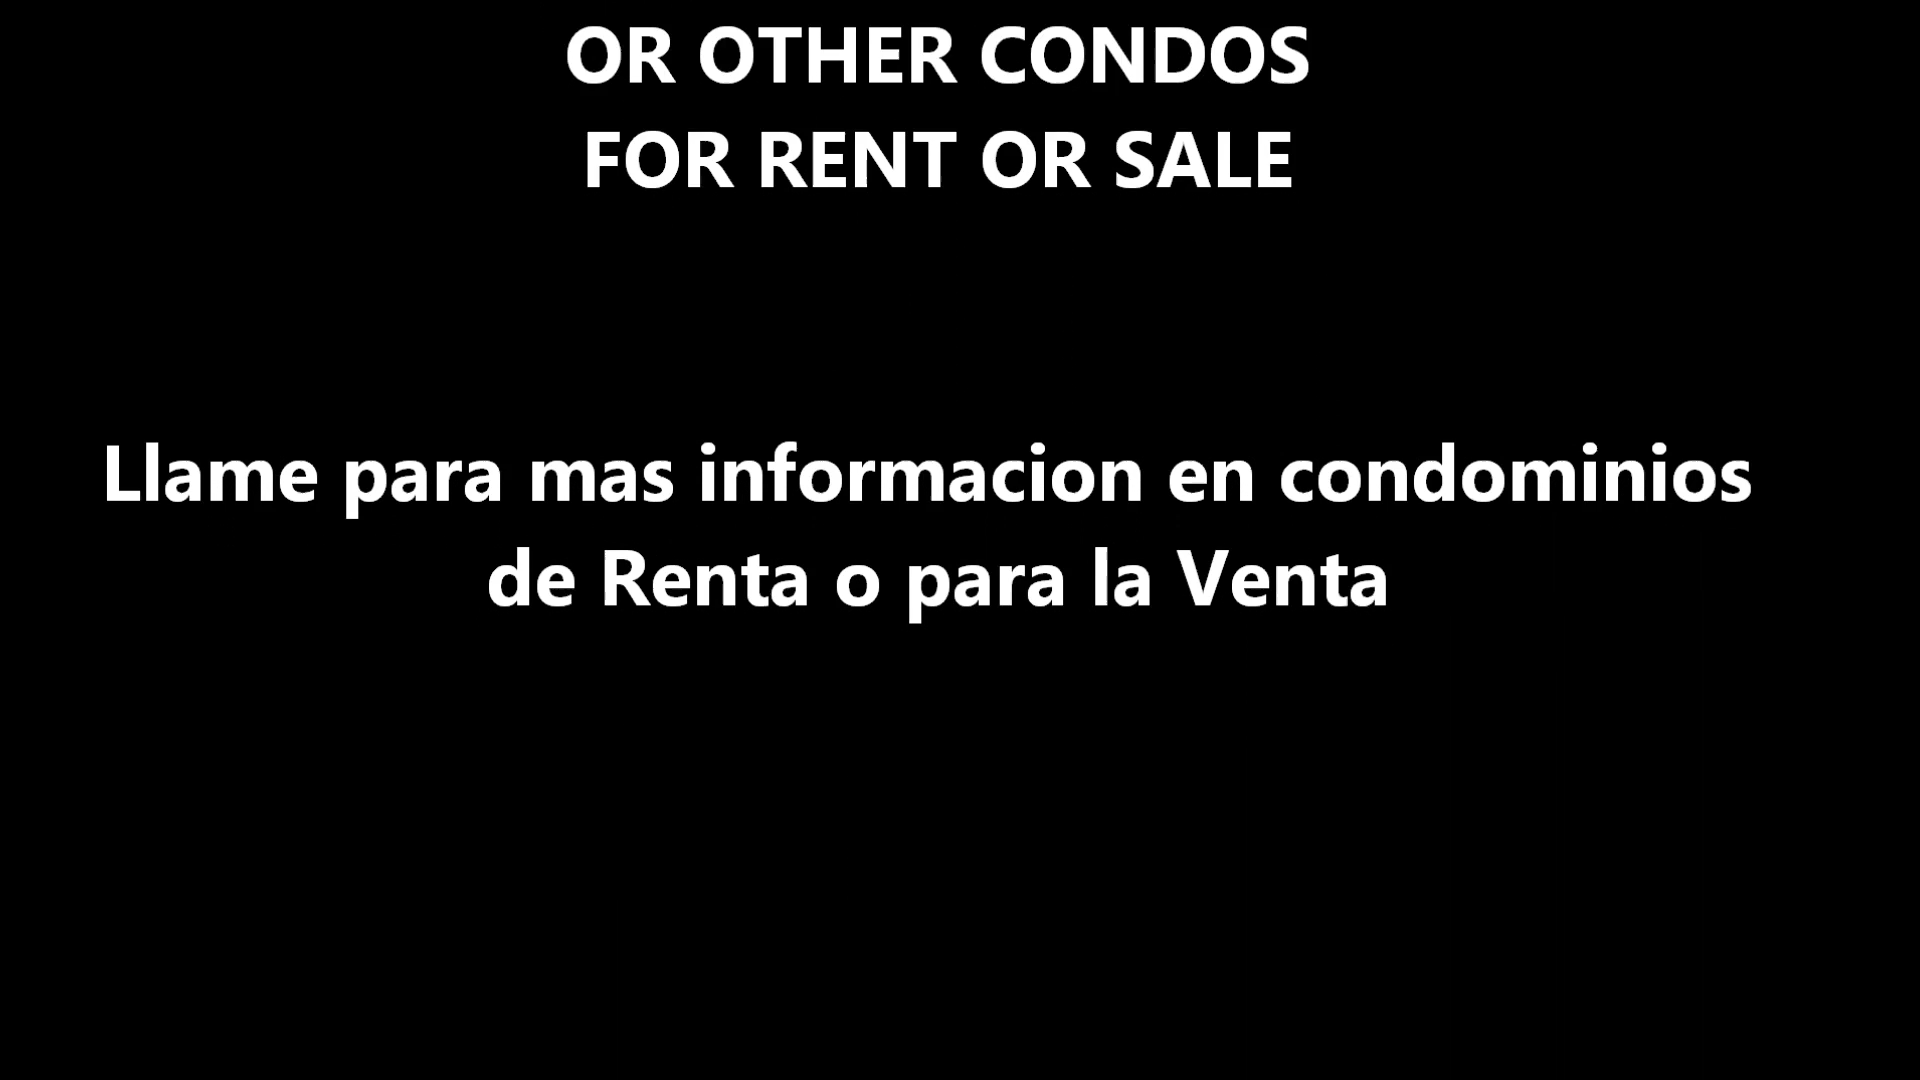 OR OTHER CONDOS
FOR RENT OR SALE
Llame para mas informacion en condominios
de Renta o para la Venta